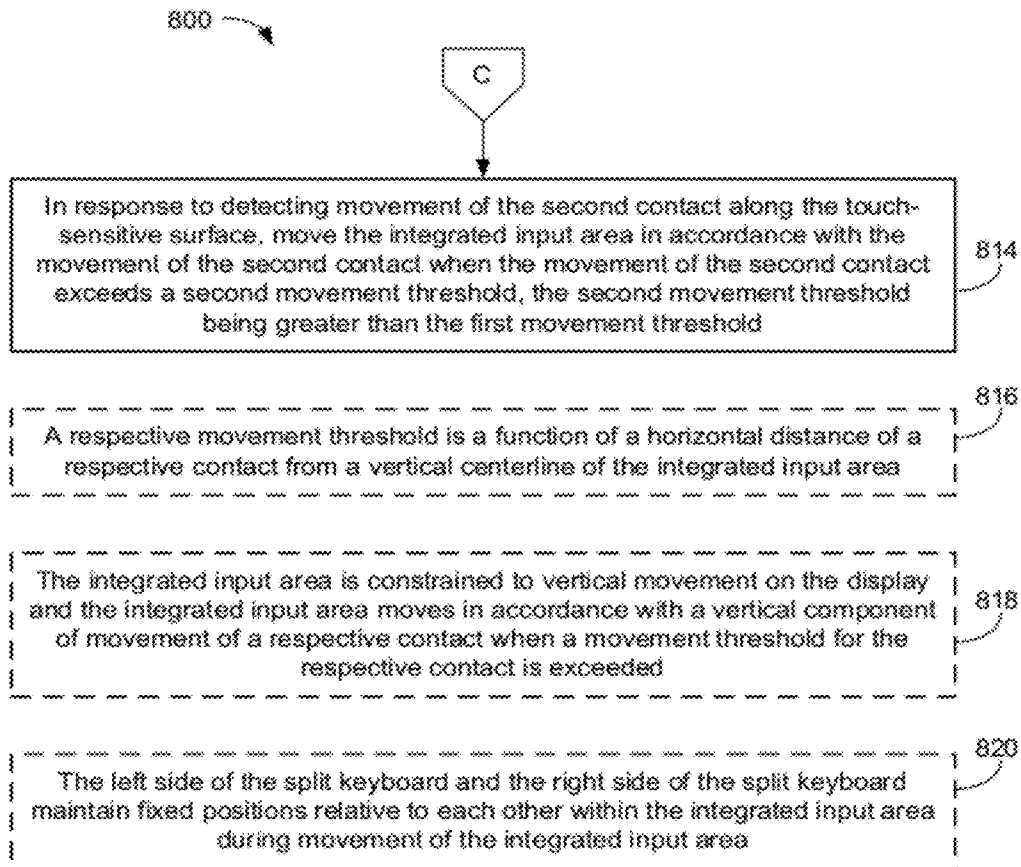 800
C
In response to detecting movement of the second contact along the touch-
sensitive surface, move the integrated input area in accordance with the
movement of the second contact when the movement of the second contact
exceeds a second movement threshold, the second movement threshold
being greater than the first movement threshold
814
816
A respective movement threshold is a function of a horizontal distance of a
respective contact from a vertical centerline of the integrated input area
The integrated input area is constrained to vertical movement on the display
and the integrated input area moves in accordance with a vertical component
of movement of a respective contact when a movement threshold for the
respective contact is exceeded
818
820
The left side of the split keyboard and the right side of the split keyboard
maintain fixed positions relative to each other within the integrated input area
during movement of the integrated input area